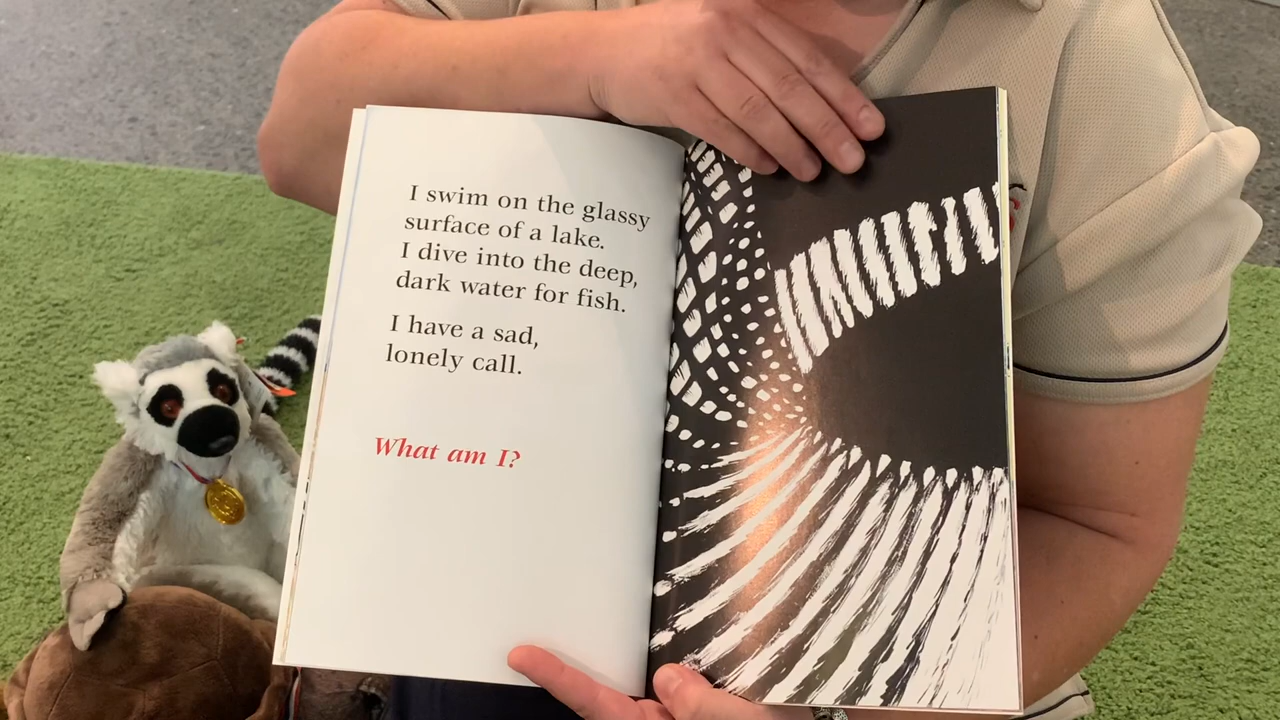 I swim on the glassy
surface of a lake.
I dive into the deep,
dark water for fish.
I have a sad,
lonely call.
What am I?